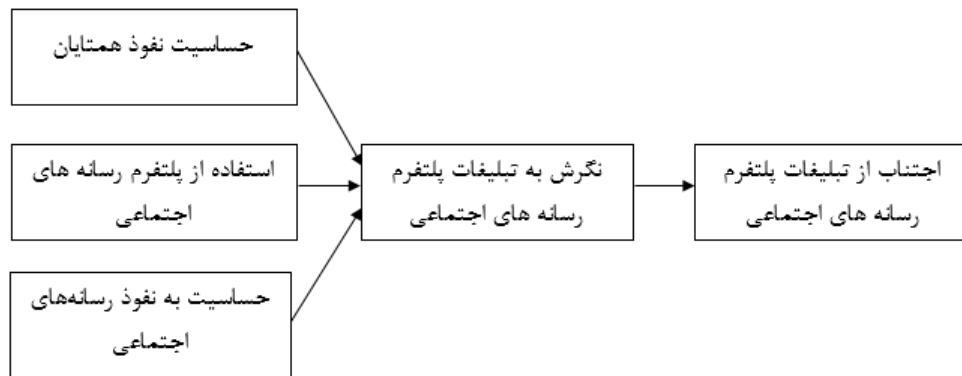 حساسیت نفوذ همتایان
استفاده از پلتفرم رسانه های
اجتماعی
حساسیت به نفوذ رسانه‌های
اجتماعی
نگرش به تبلیغات پلتفرم
رسانه های اجتماعی
اجتناب از تبلیغات پلتفرم
رسانه های اجتماعی